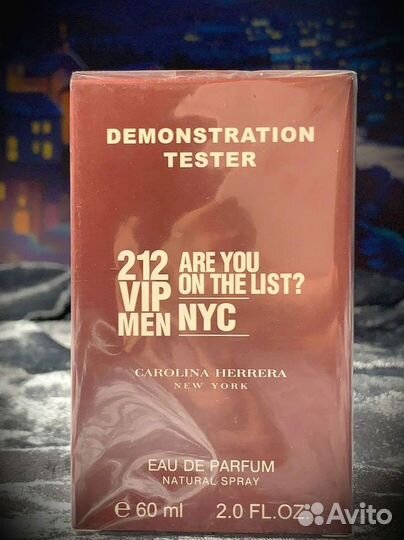 DEMONSTRATION
TESTER
212 VIP MEN
ARE YOU ON THE LIST?
NYC
CAROLINA HERRERA
NEW YORK
EAU DE PARFUM
NATURAL SPRAY
℮ 60 ml 2.0 FL.OZ.
Avito